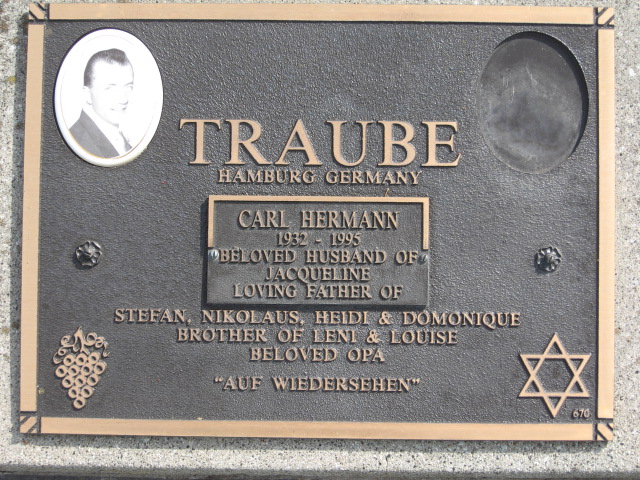 TRAUBE
HAMBURG GERMANY
CARL HERMANN
1932 - 1995
BELOVED HUSBAND OF
JACQUELINE
LOVING FATHER OF
STEFAN, NIKOLAUS, HEIDI & DOMONIQUE
BROTHER OF LENI & LOUISE
BELOVED OPA
"AUF WIEDERSEHEN"
670